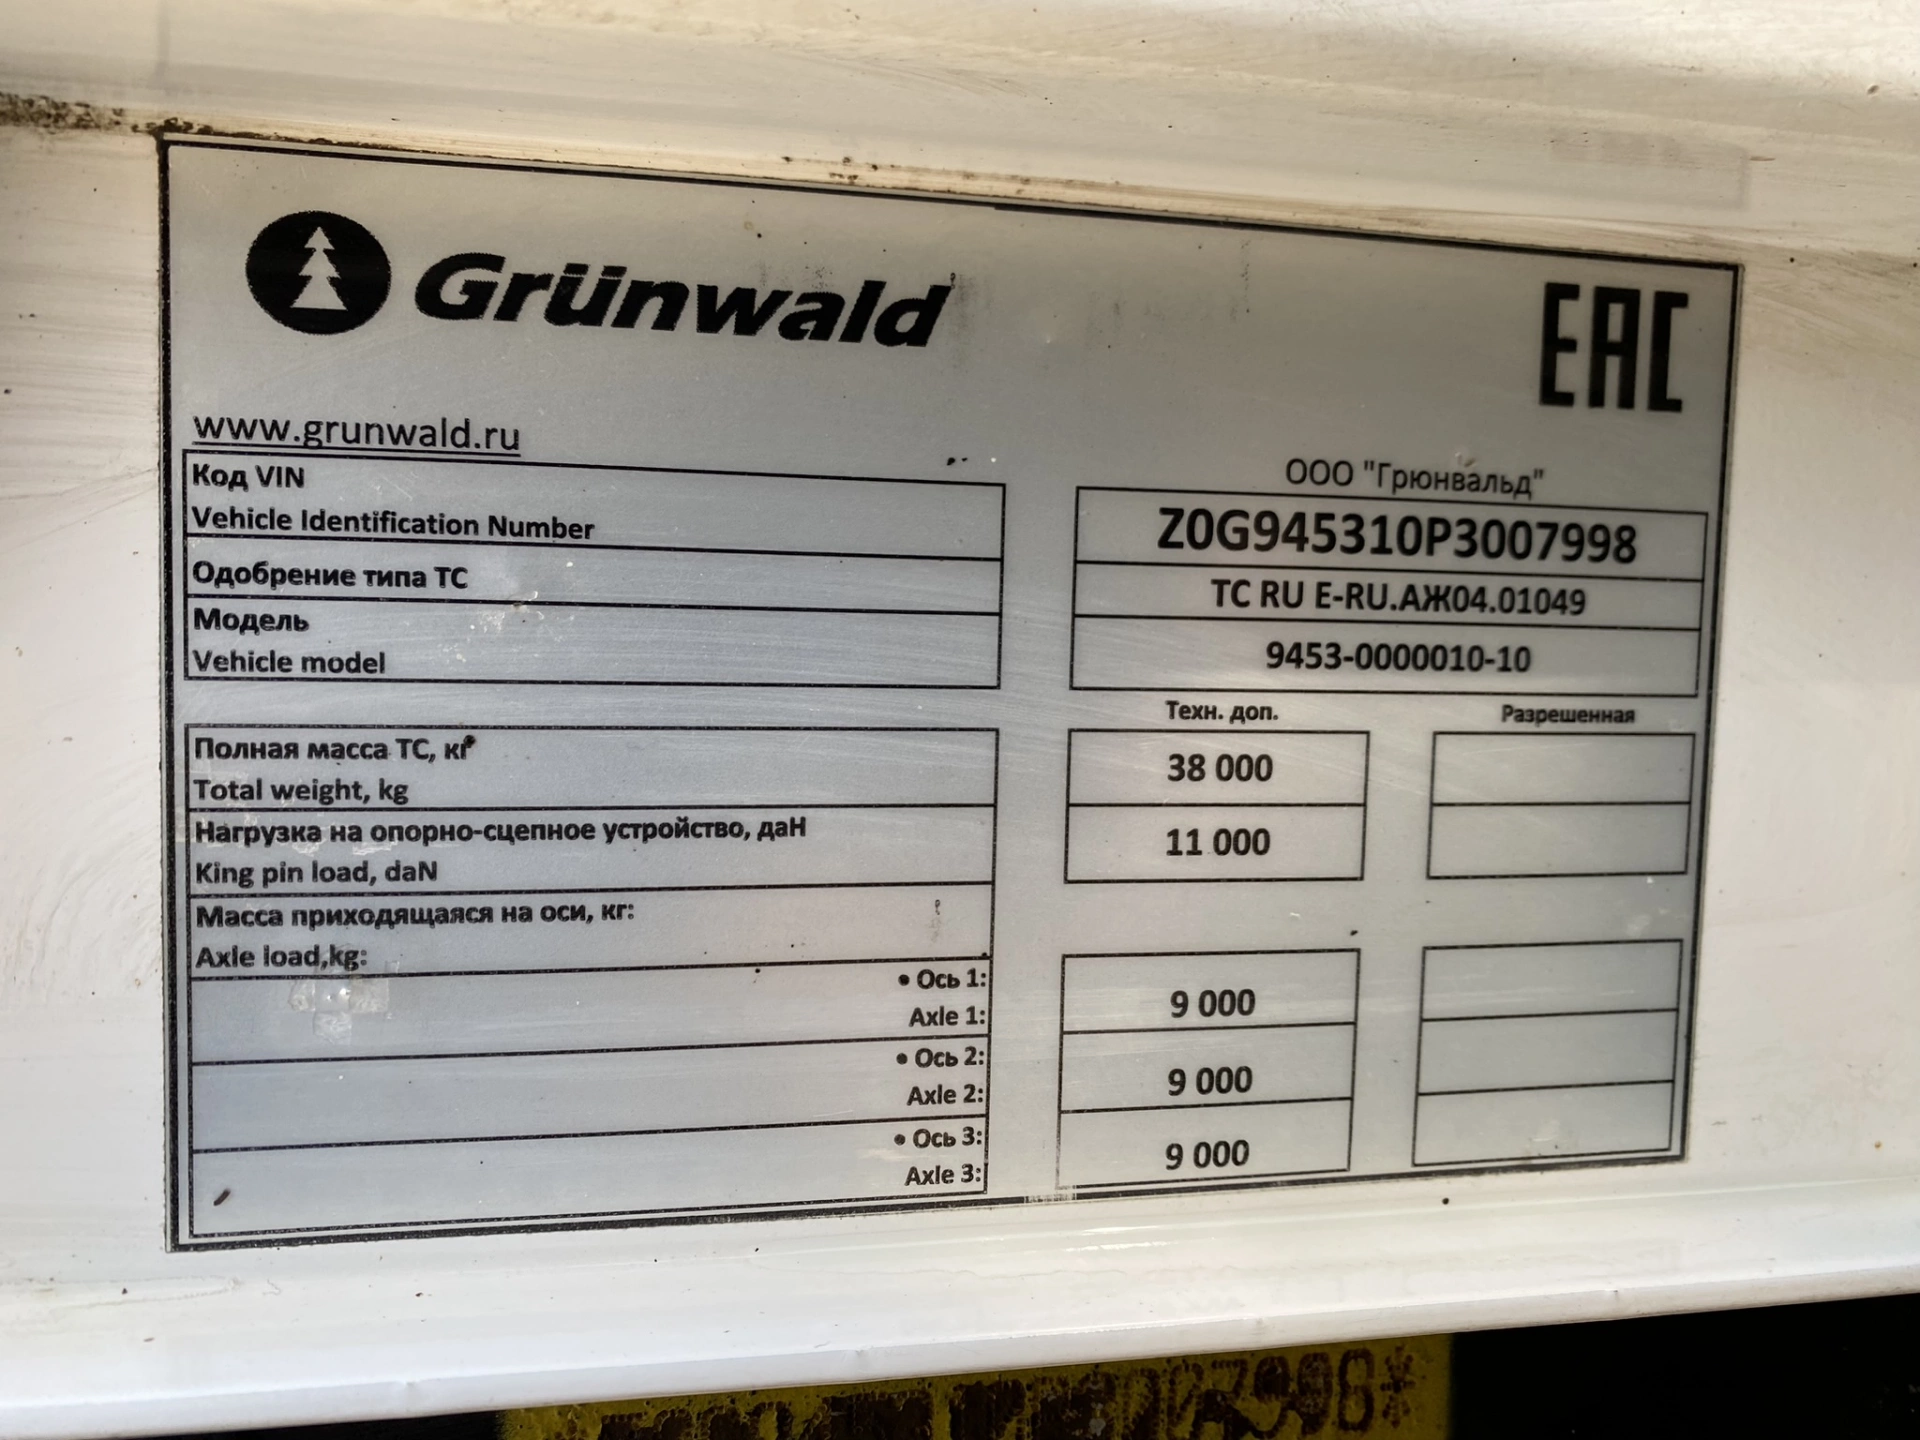 Grünwald
EAC
www.grunwald.ru
ООО "Грюнвальд"
Код VIN
Vehicle Identification Number
Z0G945310P3007998
Одобрение типа ТС
ТС RU E-RU.АЖ04.01049
Модель
Vehicle model
9453-0000010-10
Техн. доп.
Разрешенная
Полная масса ТС, кг
Total weight, kg
38 000
Нагрузка на опорно-сцепное устройство, даН
King pin load, daN
11 000
Масса приходящаяся на оси, кг:
Axle load,kg:
• Ось 1:
Axle 1:
9 000
• Ось 2:
Axle 2:
9 000
• Ось 3:
Axle 3:
9 000
7998*